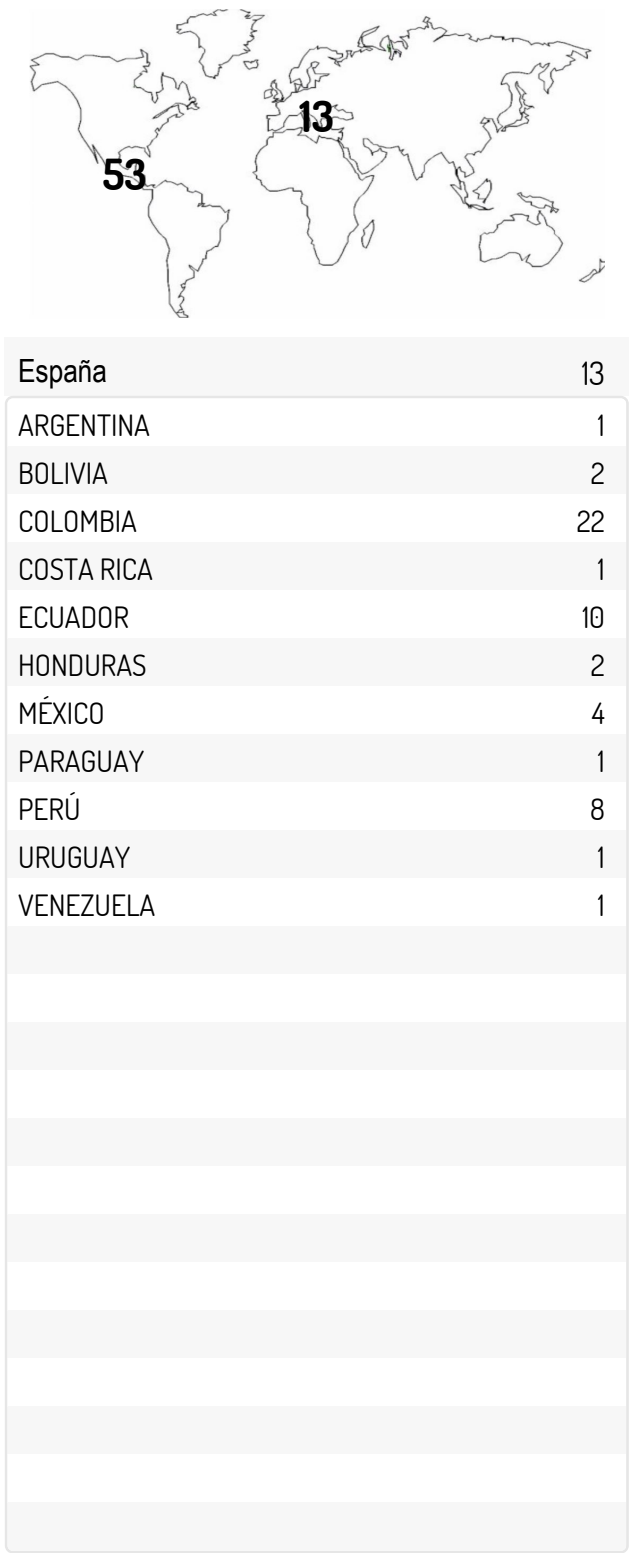 13
53
España 13
ARGENTINA 1
BOLIVIA 2
COLOMBIA 22
COSTA RICA 1
ECUADOR 10
HONDURAS 2
MÉXICO 4
PARAGUAY 1
PERÚ 8
URUGUAY 1
VENEZUELA 1